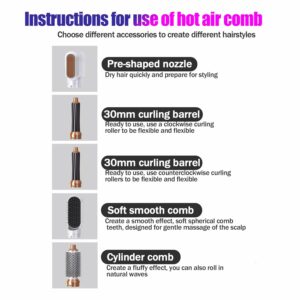 Instructions for use of hot air comb
Choose different accessories to create different hairstyles
Pre-shaped nozzle
Dry hair quickly and prepare for styling
30mm curling barrel
Ready to use, use a clockwise curling
roller to be flexible and flexible
30mm curling barrel
Ready to use, use counterclockwise curling
rollers to be flexible and flexible
Soft smooth comb
Create a smooth effect, soft spherical comb
teeth, designed for gentle massage of the scalp
Cylinder comb
Create a fluffy effect, you can also roll in
natural waves